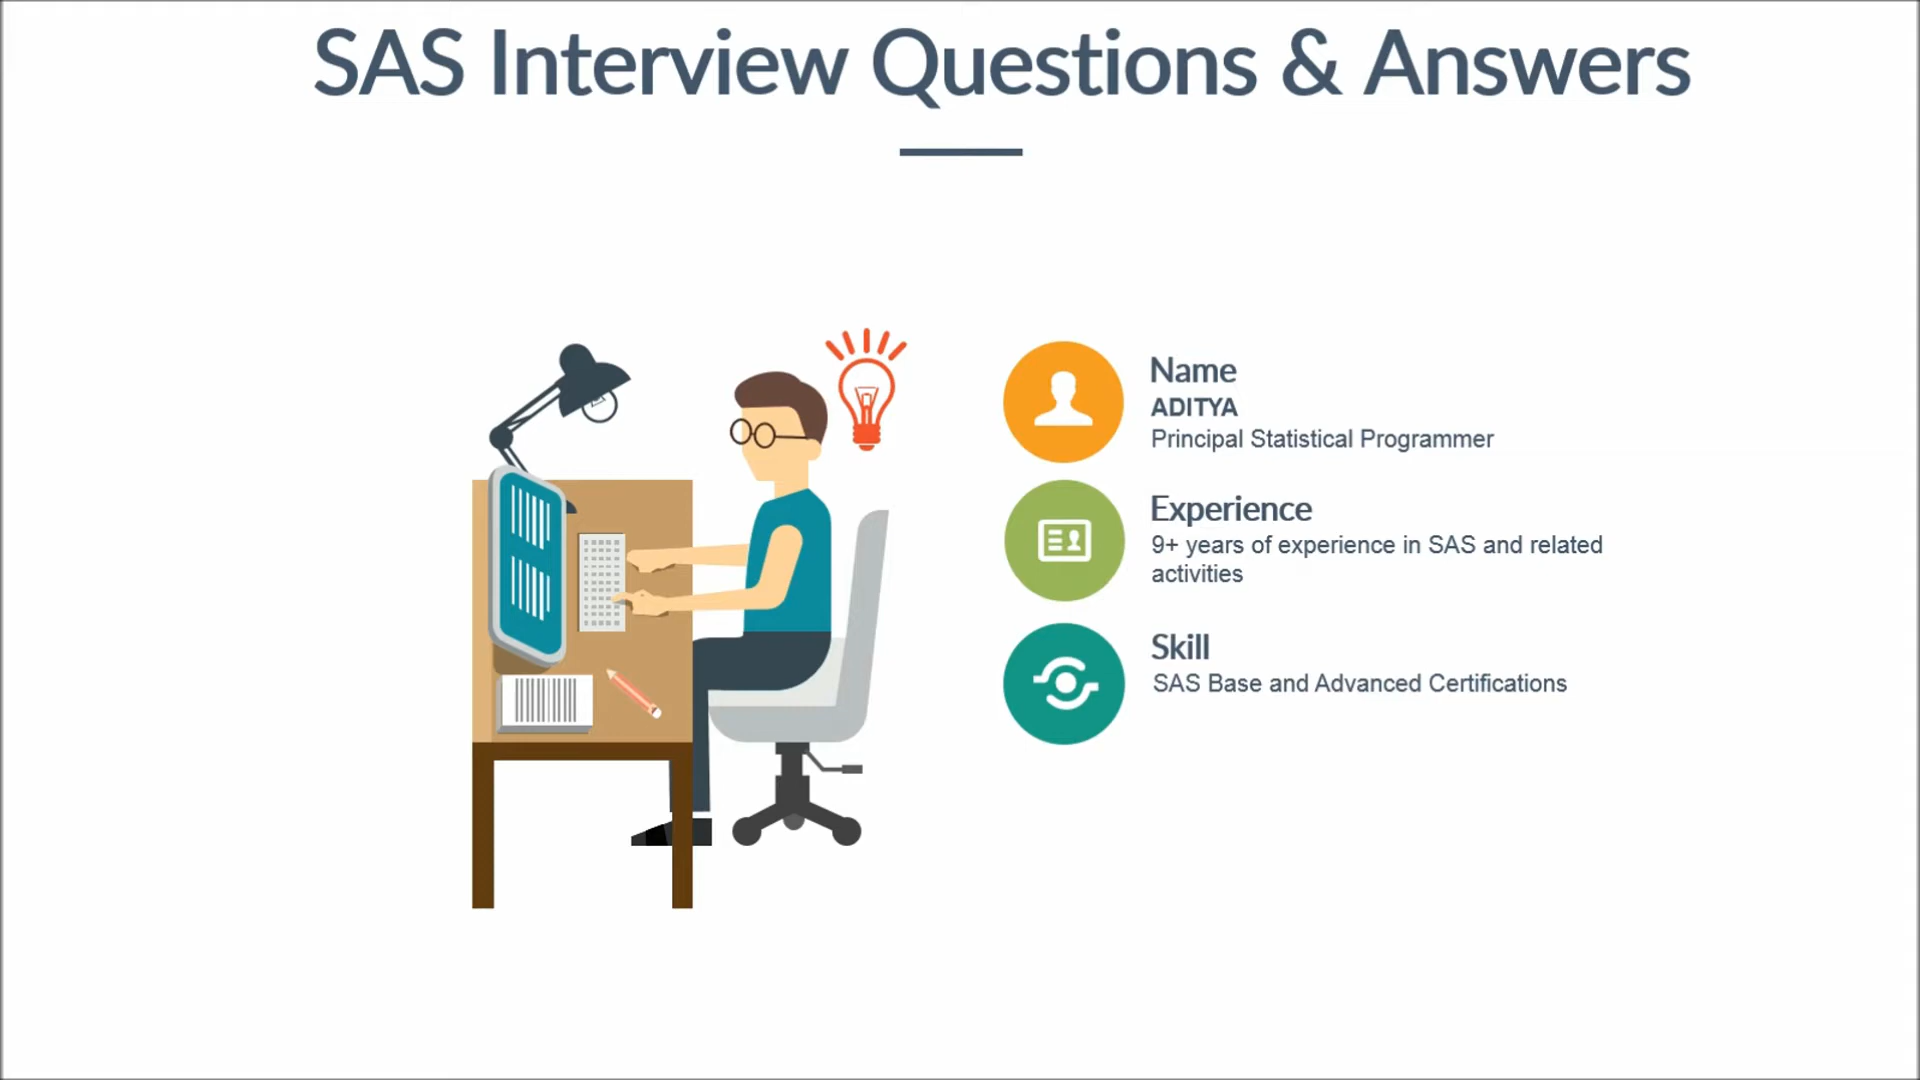 SAS Interview Questions & Answers
Name
ADITYA
Principal Statistical Programmer
Experience
9+ years of experience in SAS and related
activities
Skill
SAS Base and Advanced Certifications